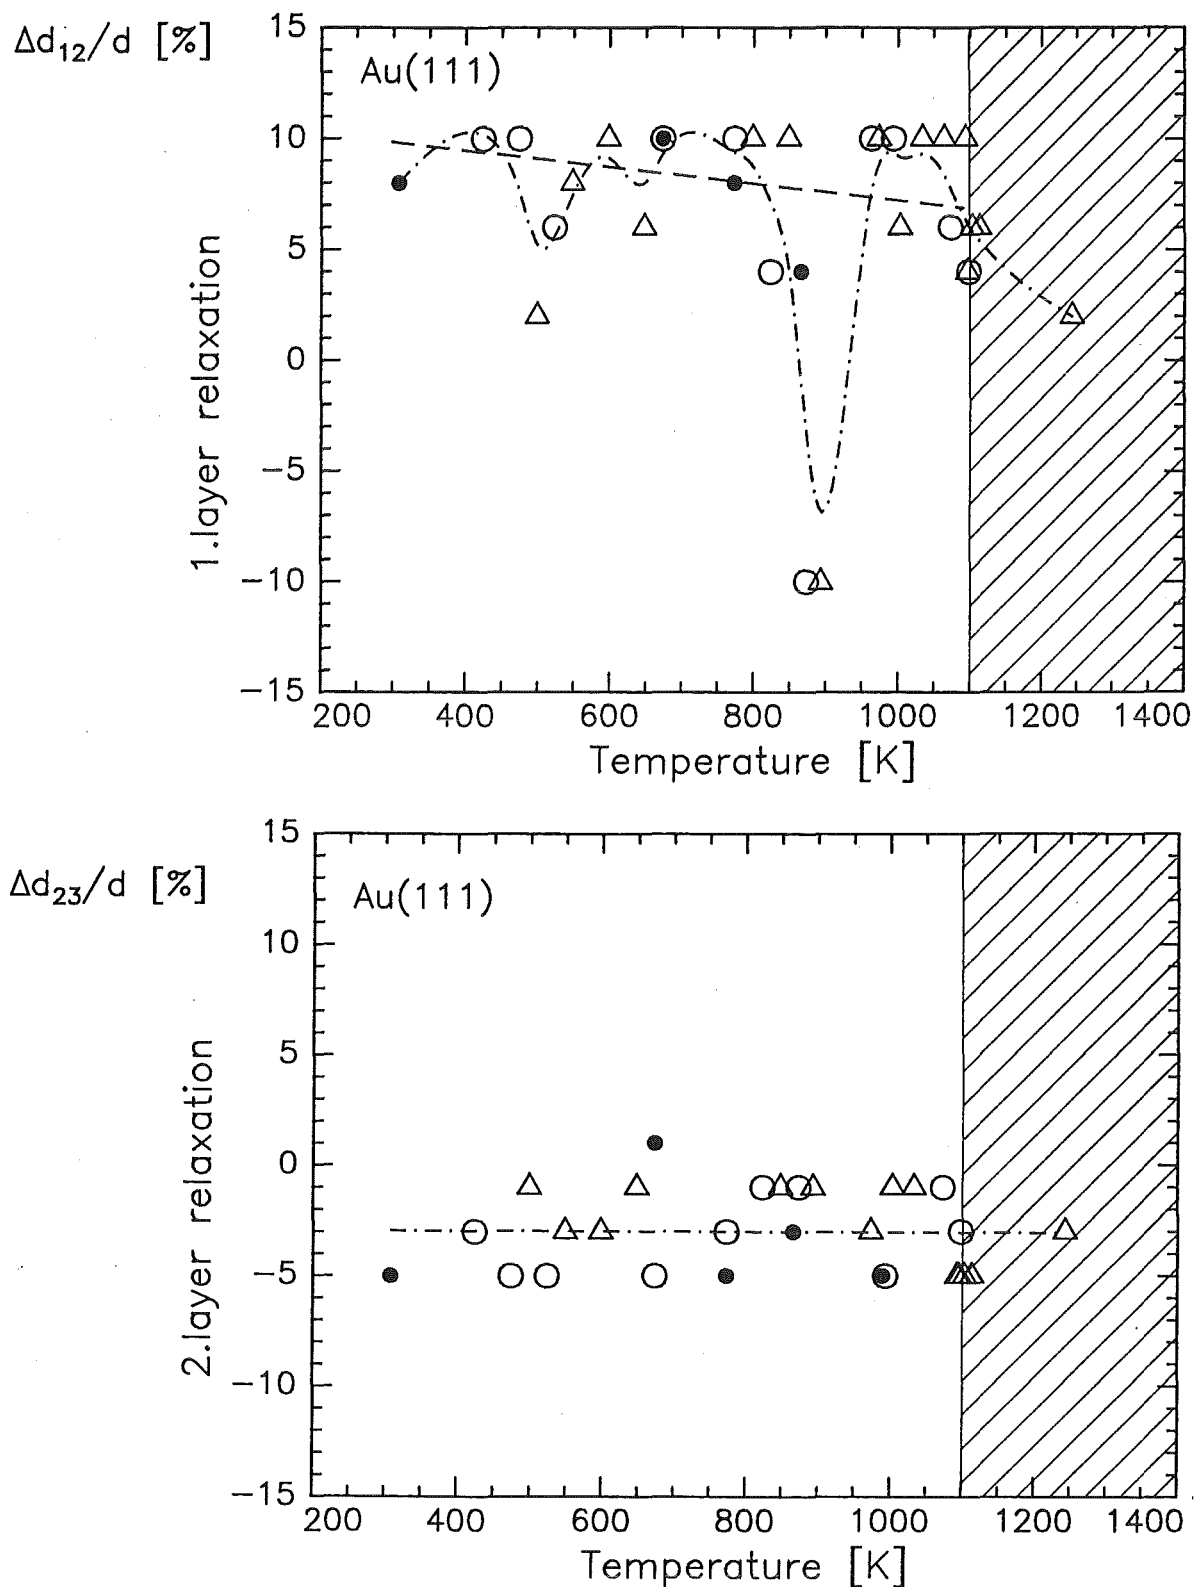 Δd₁₂/d [%]
Au(111)
15
10
5
0
−5
−10
−15
1.layer relaxation
200 400 600 800 1000 1200 1400
Temperature [K]
Δd₂₃/d [%]
Au(111)
15
10
5
0
−5
−10
−15
2.layer relaxation
200 400 600 800 1000 1200 1400
Temperature [K]